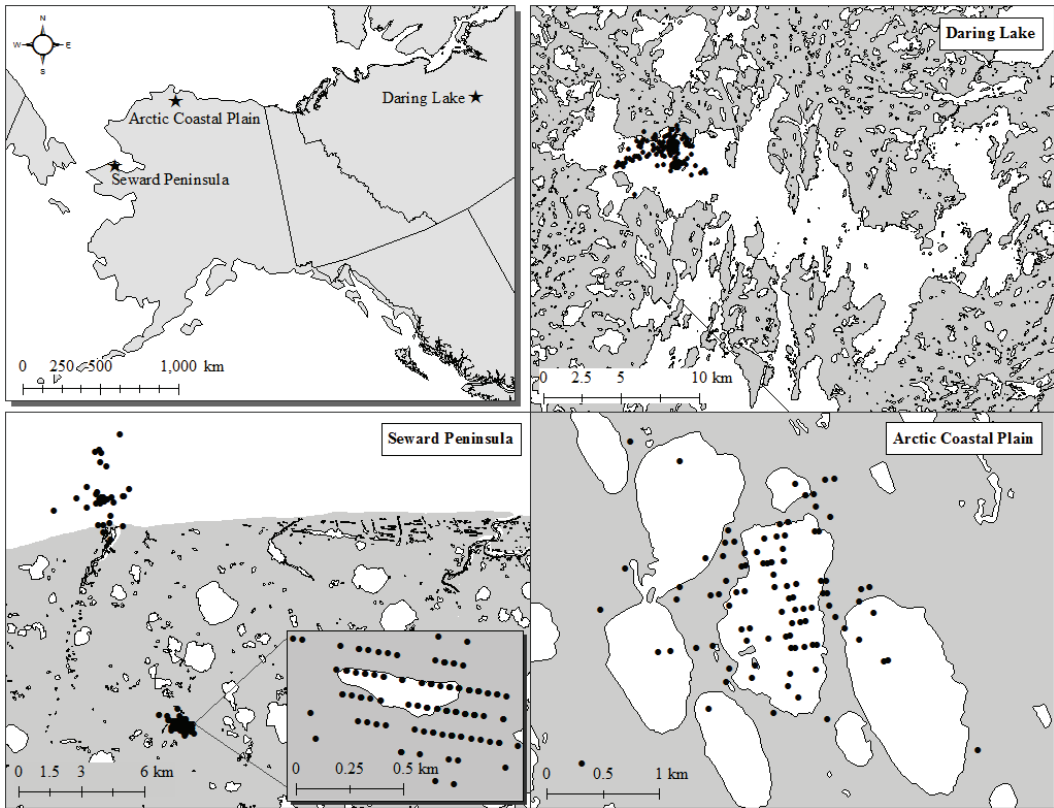 N
W E
S
Daring Lake
Arctic Coastal Plain
Seward Peninsula
0 250 500 1,000 km
Daring Lake
0 2.5 5 10 km
Seward Peninsula
0 1.5 3 6 km
0 0.25 0.5 km
Arctic Coastal Plain
0 0.5 1 km